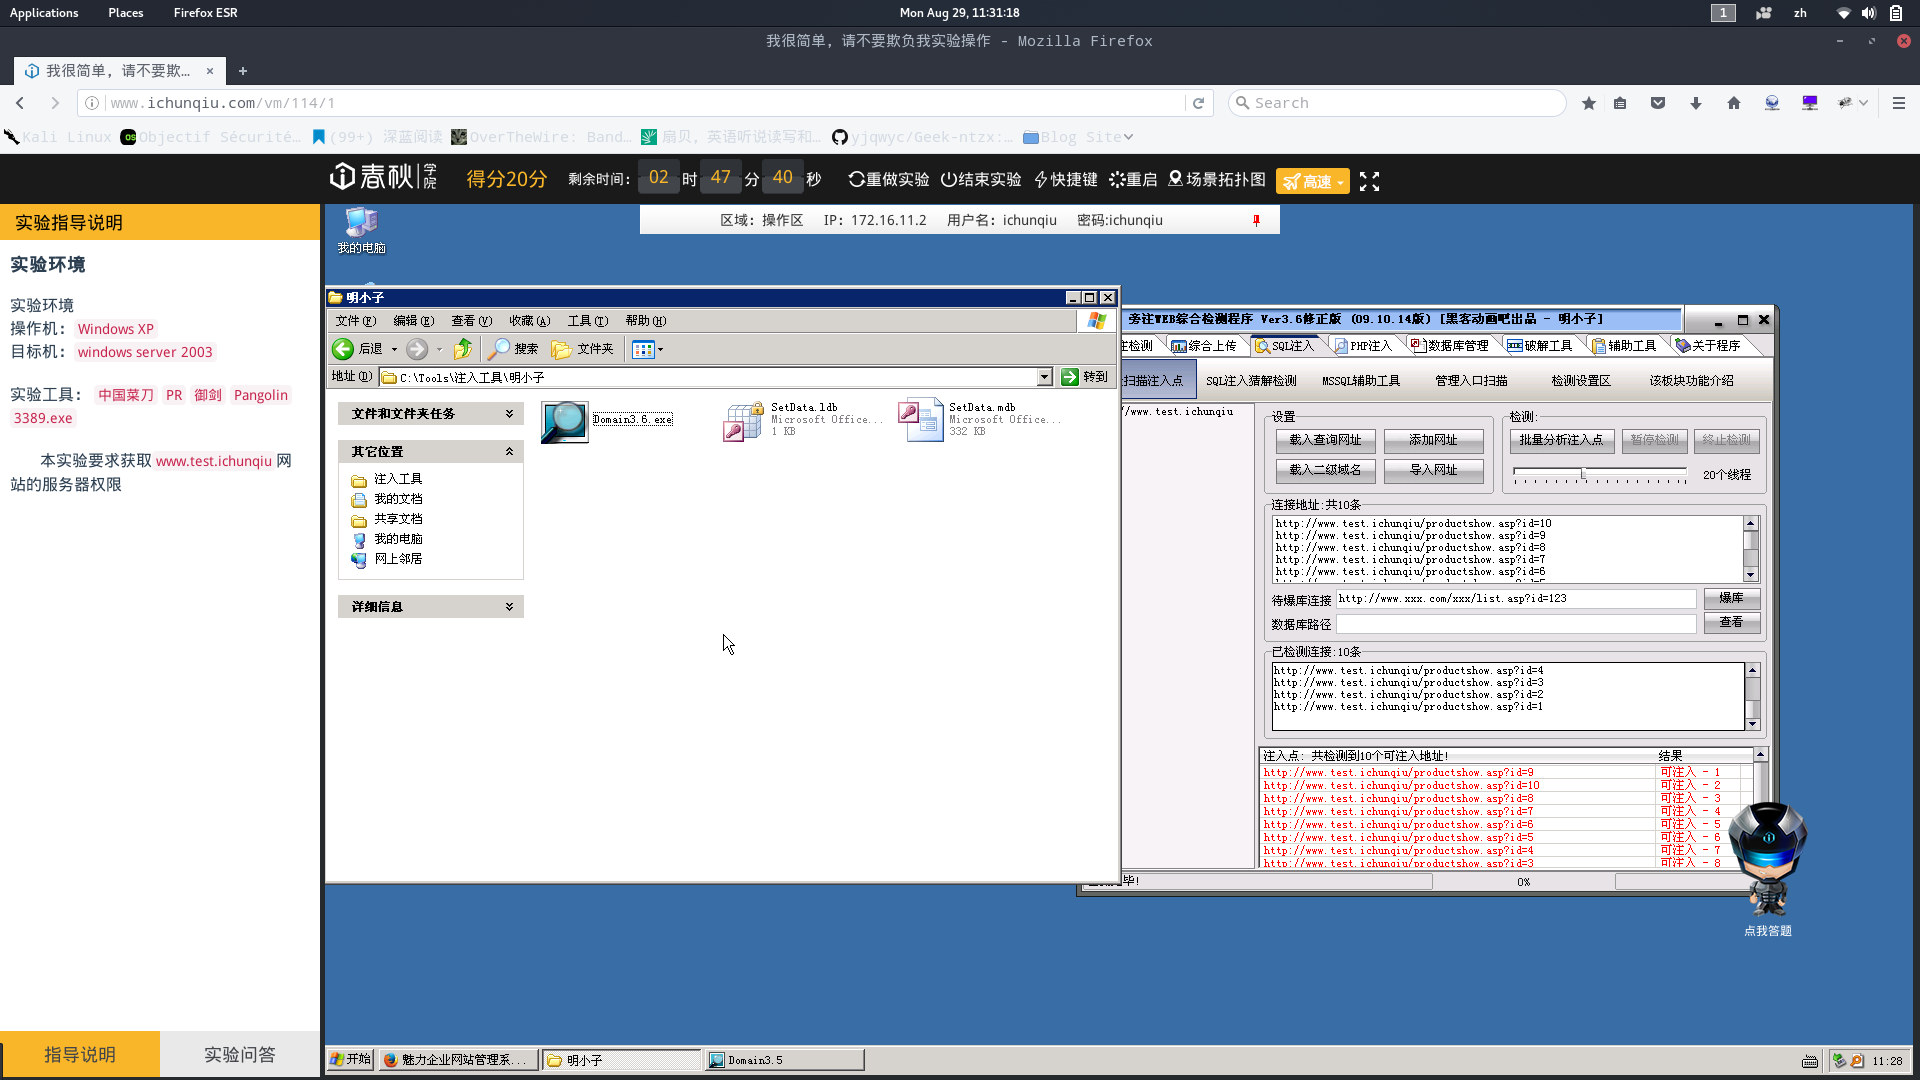 Applications Places Firefox ESR Mon Aug 29, 11:31:18 1 zh
我很简单，请不要欺负我实验操作 - Mozilla Firefox
我很简单，请不要欺...
www.ichunqiu.com/vm/114/1 Search
Kali Linux Objectif Sécurité… (99+) 深蓝阅读 OverTheWire: Band… 扇贝，英语听说读写和… yjqwyc/Geek-ntzx:… Blog Site
春秋 学院 得分20分 剩余时间： 02 时 47 分 40 秒 重做实验 结束实验 快捷键 重启 场景拓扑图 高速
实验指导说明
区域：操作区 IP：172.16.11.2 用户名：ichunqiu 密码:ichunqiu
实验环境
实验环境
操作机： Windows XP
目标机： windows server 2003
实验工具： 中国菜刀 PR 御剑 Pangolin
3389.exe
本实验要求获取 www.test.ichunqiu 网
站的服务器权限
指导说明 实验问答
我的电脑
明小子
文件(F) 编辑(E) 查看(V) 收藏(A) 工具(T) 帮助(H)
后退 搜索 文件夹
地址(D) C:\Tools\注入工具\明小子 转到
文件和文件夹任务
其它位置
注入工具
我的文档
共享文档
我的电脑
网上邻居
详细信息
Domain3.6.exe
SetData.ldb
Microsoft Office...
1 KB
SetData.mdb
Microsoft Office...
332 KB
旁注WEB综合检测程序 Ver3.6修正版 (09.10.14版) [黑客动画吧出品 - 明小子]
注检测 综合上传 SQL注入 PHP注入 数据库管理 破解工具 辅助工具 关于程序
扫描注入点 SQL注入猜解检测 MSSQL辅助工具 管理入口扫描 检测设置区 该板块功能介绍
/www.test.ichunqiu
设置
载入查询网址 添加网址
载入二级域名 导入网址
检测:
批量分析注入点 暂停检测 终止检测
20个线程
连接地址:共10条
http://www.test.ichunqiu/productshow.asp?id=10
http://www.test.ichunqiu/productshow.asp?id=9
http://www.test.ichunqiu/productshow.asp?id=8
http://www.test.ichunqiu/productshow.asp?id=7
http://www.test.ichunqiu/productshow.asp?id=6
待爆库连接 http://www.xxx.com/xxx/list.asp?id=123 爆库
数据库路径 查看
已检测连接:10条
http://www.test.ichunqiu/productshow.asp?id=4
http://www.test.ichunqiu/productshow.asp?id=3
http://www.test.ichunqiu/productshow.asp?id=2
http://www.test.ichunqiu/productshow.asp?id=1
注入点: 共检测到10个可注入地址! 结果
http://www.test.ichunqiu/productshow.asp?id=9 可注入 - 1
http://www.test.ichunqiu/productshow.asp?id=10 可注入 - 2
http://www.test.ichunqiu/productshow.asp?id=8 可注入 - 3
http://www.test.ichunqiu/productshow.asp?id=7 可注入 - 4
http://www.test.ichunqiu/productshow.asp?id=6 可注入 - 5
http://www.test.ichunqiu/productshow.asp?id=5 可注入 - 6
http://www.test.ichunqiu/productshow.asp?id=4 可注入 - 7
http://www.test.ichunqiu/productshow.asp?id=3 可注入 - 8
毕! 0%
点我答题
开始 魅力企业网站管理系... 明小子 Domain3.5 11:28